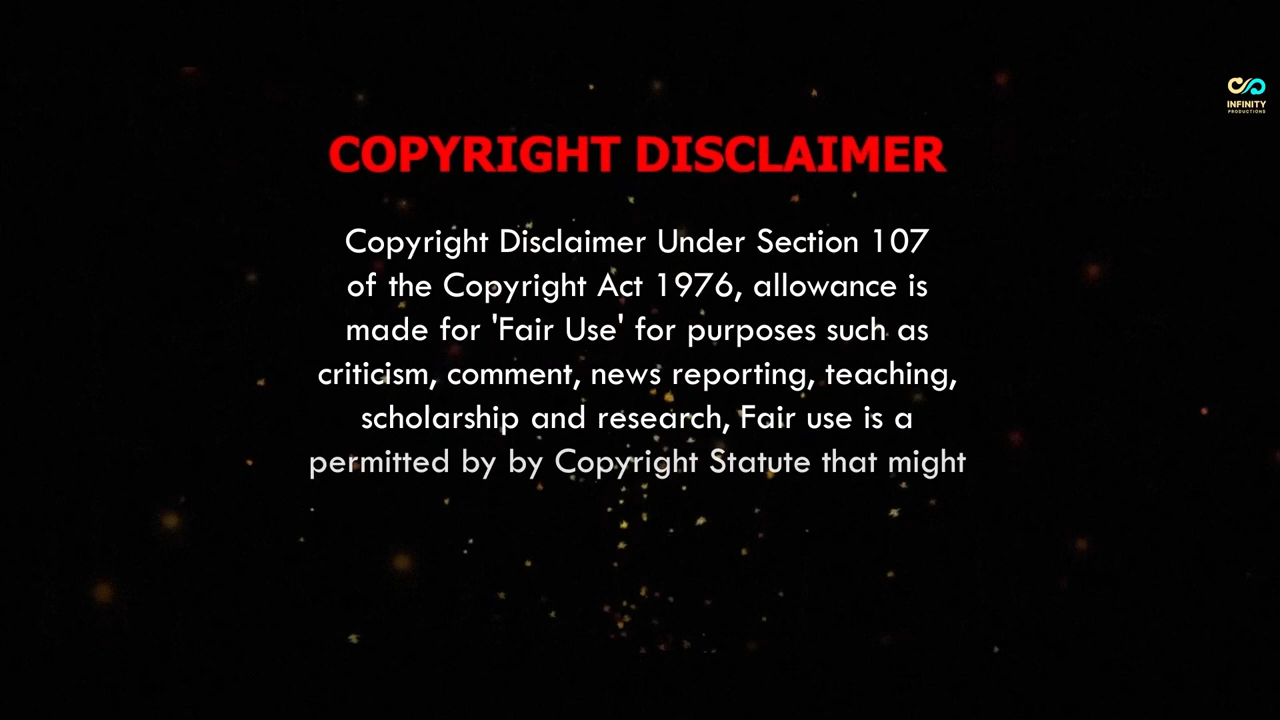 INFINITY
PRODUCTIONS
COPYRIGHT DISCLAIMER
Copyright Disclaimer Under Section 107
of the Copyright Act 1976, allowance is
made for 'Fair Use' for purposes such as
criticism, comment, news reporting, teaching,
scholarship and research, Fair use is a
permitted by by Copyright Statute that might